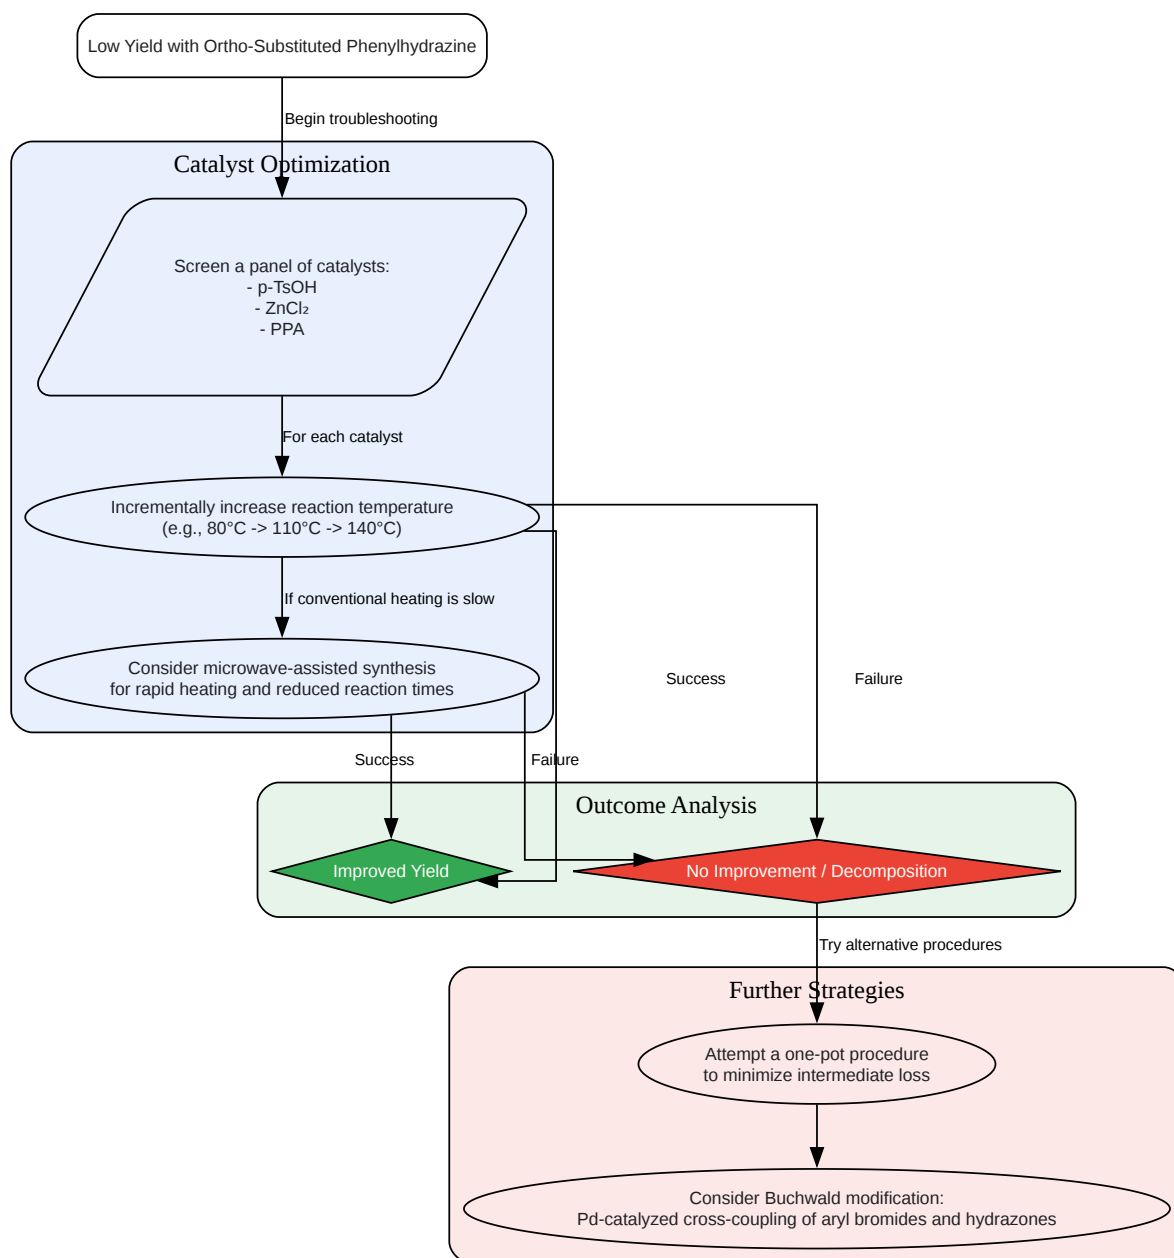 Low Yield with Ortho-Substituted Phenylhydrazine
Begin troubleshooting
Catalyst Optimization
Screen a panel of catalysts:
- p-TsOH
- ZnCl₂
- PPA
For each catalyst
Incrementally increase reaction temperature
(e.g., 80°C -> 110°C -> 140°C)
If conventional heating is slow
Consider microwave-assisted synthesis
for rapid heating and reduced reaction times
Success
Failure
Success
Failure
Outcome Analysis
Improved Yield
No Improvement / Decomposition
Try alternative procedures
Further Strategies
Attempt a one-pot procedure
to minimize intermediate loss
Consider Buchwald modification:
Pd-catalyzed cross-coupling of aryl bromides and hydrazones